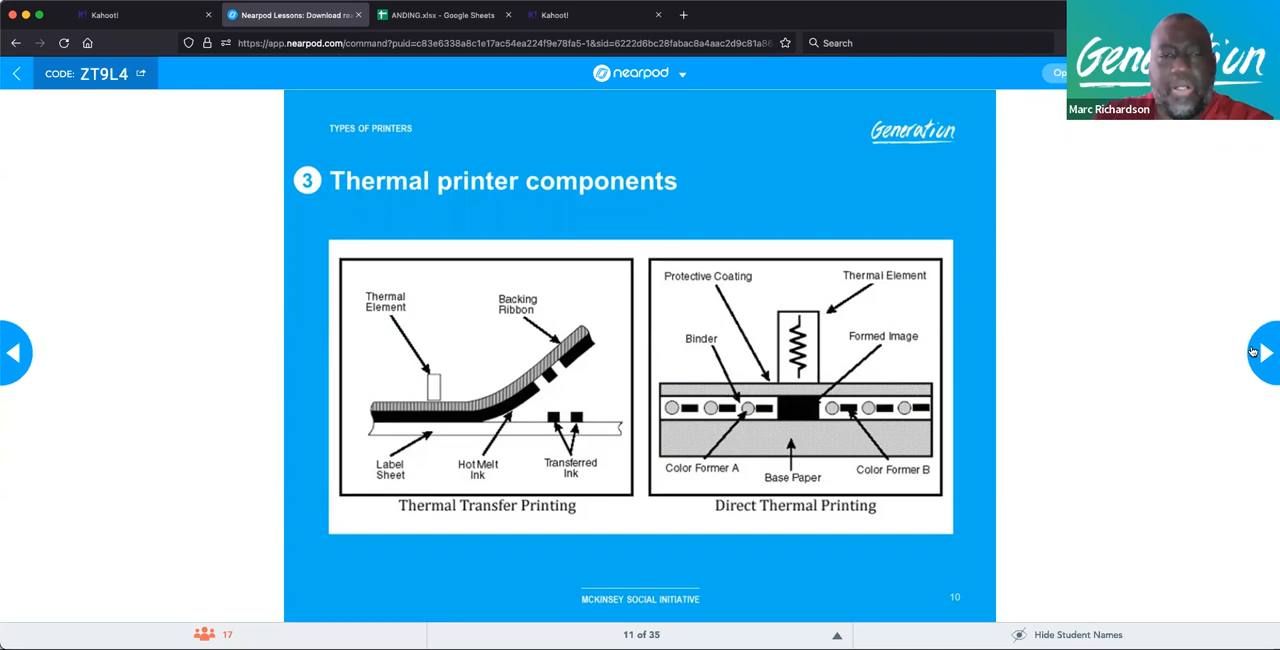 Kahoot!
Nearpod Lessons: Download re
ANDING.xlsx - Google Sheets
Kahoot!
https://app.nearpod.com/command?puid=c83e6338a8c1e17ac54ea224f9e78fa5-1&sid=6222d6bc28fabac8a4aac2d9c81a86
Search
CODE: ZT9L4
nearpod
Op
Generation
Marc Richardson
TYPES OF PRINTERS
Generation
3 Thermal printer components
Thermal
Element
Backing
Ribbon
Label
Sheet
Hot Melt
Ink
Transferred
Ink
Thermal Transfer Printing
Protective Coating
Thermal Element
Binder
Formed Image
Color Former A
Base Paper
Color Former B
Direct Thermal Printing
MCKINSEY SOCIAL INITIATIVE
10
17
11 of 35
Hide Student Names